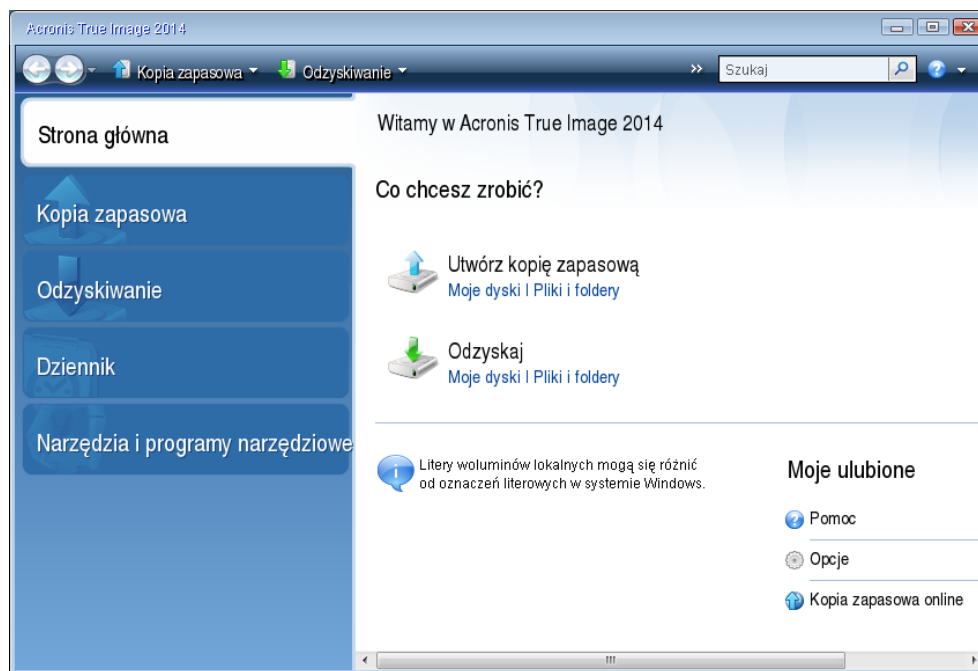 Acronis True Image 2014
Kopia zapasowa
Odzyskiwanie
»
Szukaj
Strona główna
Kopia zapasowa
Odzyskiwanie
Dziennik
Narzędzia i programy narzędziowe
Witamy w Acronis True Image 2014
Co chcesz zrobić?
Utwórz kopię zapasową
Moje dyski | Pliki i foldery
Odzyskaj
Moje dyski | Pliki i foldery
Litery woluminów lokalnych mogą się różnić
od oznaczeń literowych w systemie Windows.
Moje ulubione
Pomoc
Opcje
Kopia zapasowa online